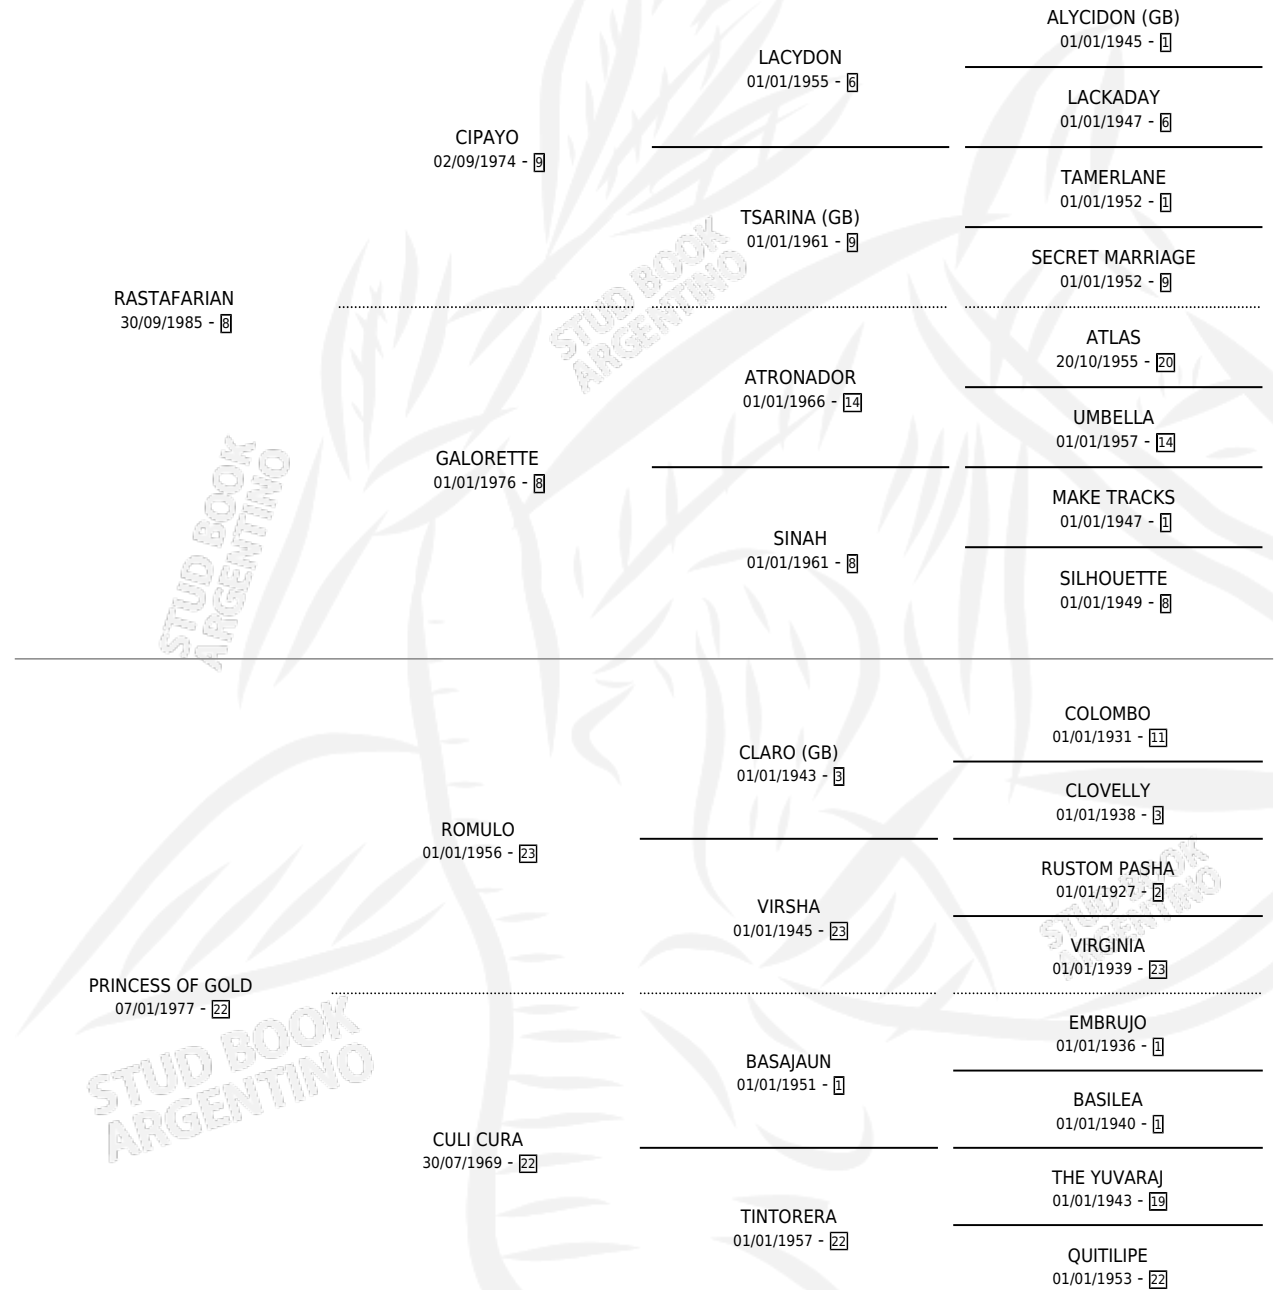 ALYCIDON (GB)
01/01/1945 - 1
LACYDON
01/01/1955 - 6
LACKADAY
01/01/1947 - 6
CIPAYO
02/09/1974 - 9
TAMERLANE
01/01/1952 - 1
TSARINA (GB)
01/01/1961 - 9
SECRET MARRIAGE
01/01/1952 - 9
RASTAFARIAN
30/09/1985 - 8
ATLAS
20/10/1955 - 20
ATRONADOR
01/01/1966 - 14
UMBELLA
01/01/1957 - 14
GALORETTE
01/01/1976 - 8
MAKE TRACKS
01/01/1947 - 1
SINAH
01/01/1961 - 8
SILHOUETTE
01/01/1949 - 8
COLOMBO
01/01/1931 - 11
CLARO (GB)
01/01/1943 - 3
CLOVELLY
01/01/1938 - 3
ROMULO
01/01/1956 - 23
RUSTOM PASHA
01/01/1927 - 2
VIRSHA
01/01/1945 - 23
VIRGINIA
01/01/1939 - 23
PRINCESS OF GOLD
07/01/1977 - 22
EMBRUJO
01/01/1936 - 1
BASAJAUN
01/01/1951 - 1
BASILEA
01/01/1940 - 1
CULI CURA
30/07/1969 - 22
THE YUVARAJ
01/01/1943 - 19
TINTORERA
01/01/1957 - 22
QUITILIPE
01/01/1953 - 22
STUD BOOK
ARGENTINO
STUD BOOK
ARGENTINO
STUD BOOK
ARGENTINO
STUD BOOK
ARGENTINO